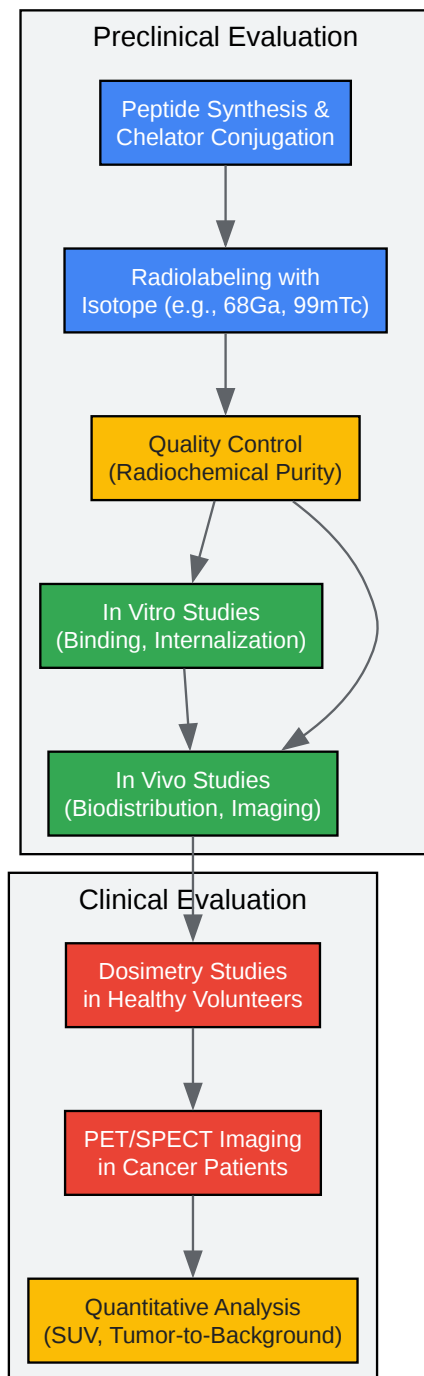 Preclinical Evaluation
Peptide Synthesis &
Chelator Conjugation
Radiolabeling with
Isotope (e.g., 68Ga, 99mTc)
Quality Control
(Radiochemical Purity)
In Vitro Studies
(Binding, Internalization)
In Vivo Studies
(Biodistribution, Imaging)
Clinical Evaluation
Dosimetry Studies
in Healthy Volunteers
PET/SPECT Imaging
in Cancer Patients
Quantitative Analysis
(SUV, Tumor-to-Background)